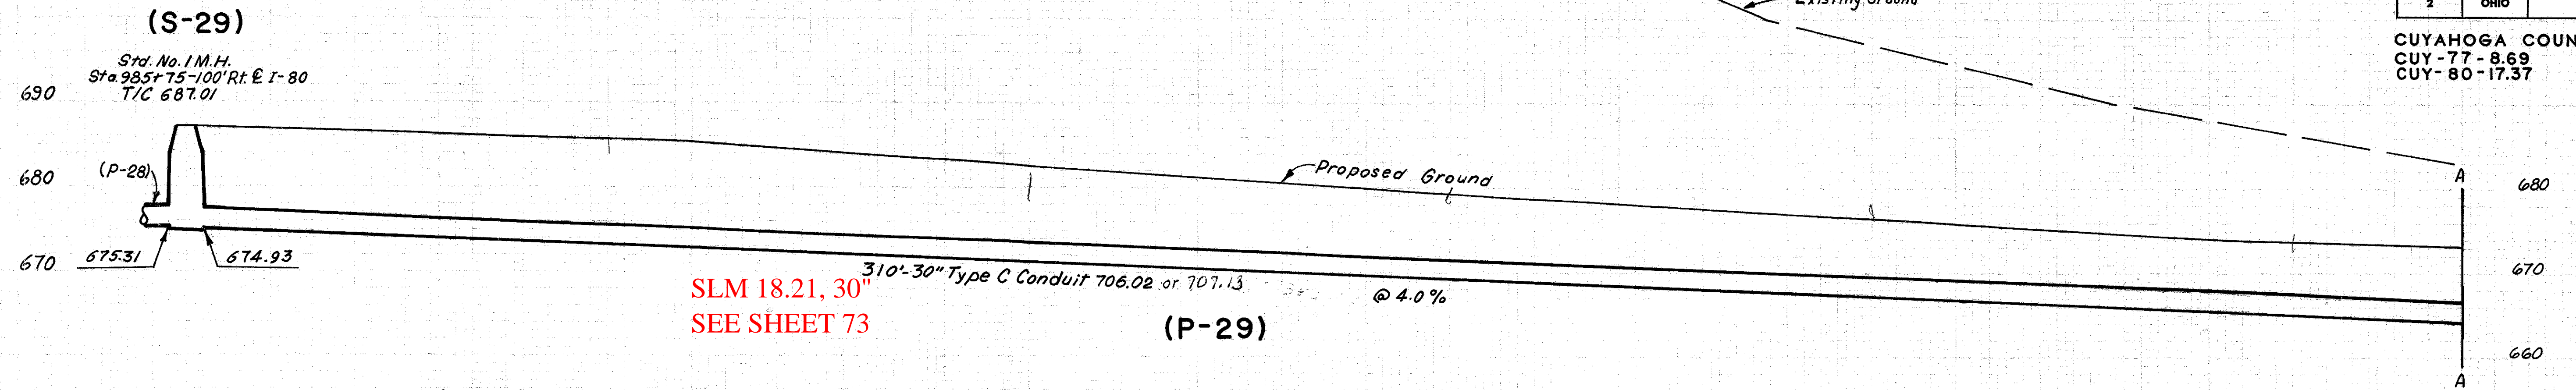 (S-29)
Std. No. 1 M.H.
Sta. 985+75-100' Rt. ℄ I-80
T/C 687.01
Existing Ground
2 OHIO
CUYAHOGA COUN
CUY-77-8.69
CUY-80-17.37
690
680
(P-28)
Proposed Ground
A
680
670
675.31
674.93
310'-30" Type C Conduit 706.02 or 707.13
@ 4.0%
670
SLM 18.21, 30"
SEE SHEET 73
(P-29)
660
A